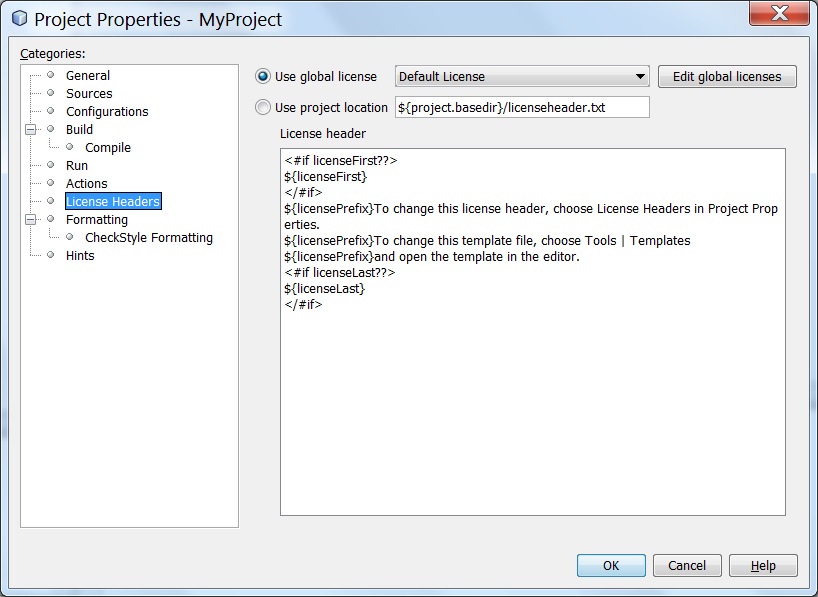 Project Properties - MyProject
Categories:
General
Sources
Configurations
Build
Compile
Run
Actions
License Headers
Formatting
CheckStyle Formatting
Hints
Use global license
Default License
Edit global licenses
Use project location
${project.basedir}/licenseheader.txt
License header
<#if licenseFirst??>
${licenseFirst}
</#if>
${licensePrefix}To change this license header, choose License Headers in Project Prop
erties.
${licensePrefix}To change this template file, choose Tools | Templates
${licensePrefix}and open the template in the editor.
<#if licenseLast??>
${licenseLast}
</#if>
OK
Cancel
Help